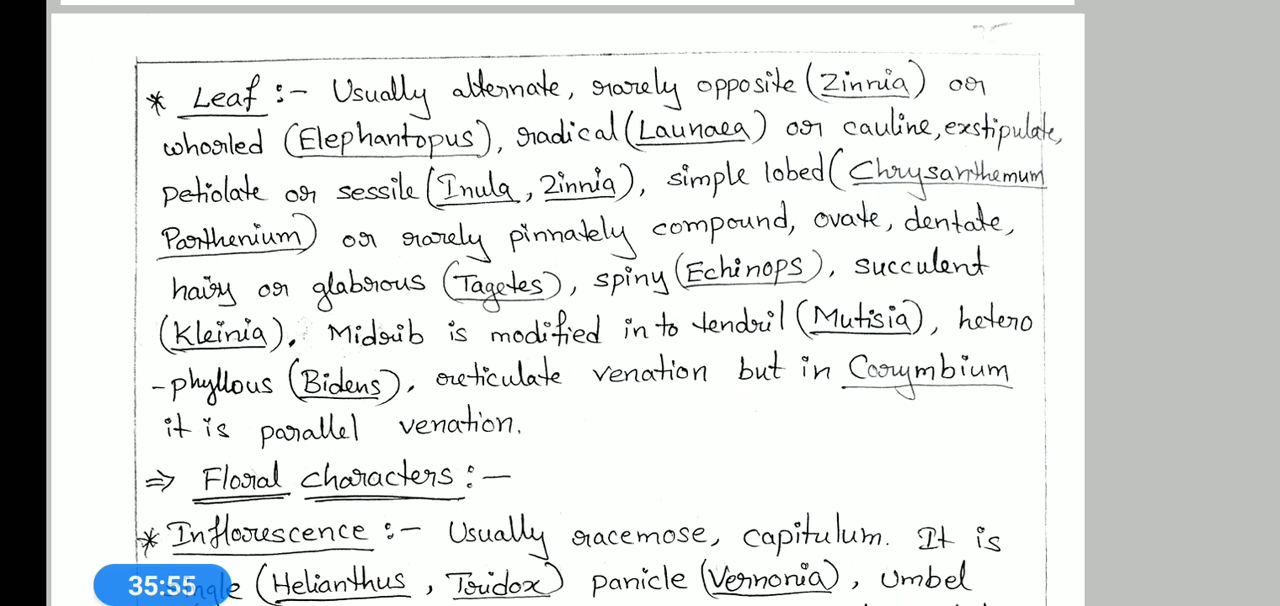 * Leaf :- Usually alternate, rarely opposite (Zinnia) or
whorled (Elephantopus), radical (Launaea) or cauline, exstipulate,
petiolate or sessile (Inula, Zinnia), simple lobed (Chrysanthemum
Parthenium) or rarely pinnately compound, ovate, dentate,
hairy or glabrous (Tagetes), spiny (Echinops), succulent
(Kleinia). Midrib is modified in to tendril (Mutisia), hetero
-phyllous (Bidens), reticulate venation but in Corymbium
it is parallel venation.
⇒ Floral characters :-
* Inflorescence :- Usually racemose, capitulum. It is
(Helianthus, Tridox) panicle (Vernonia), umbel
35:55